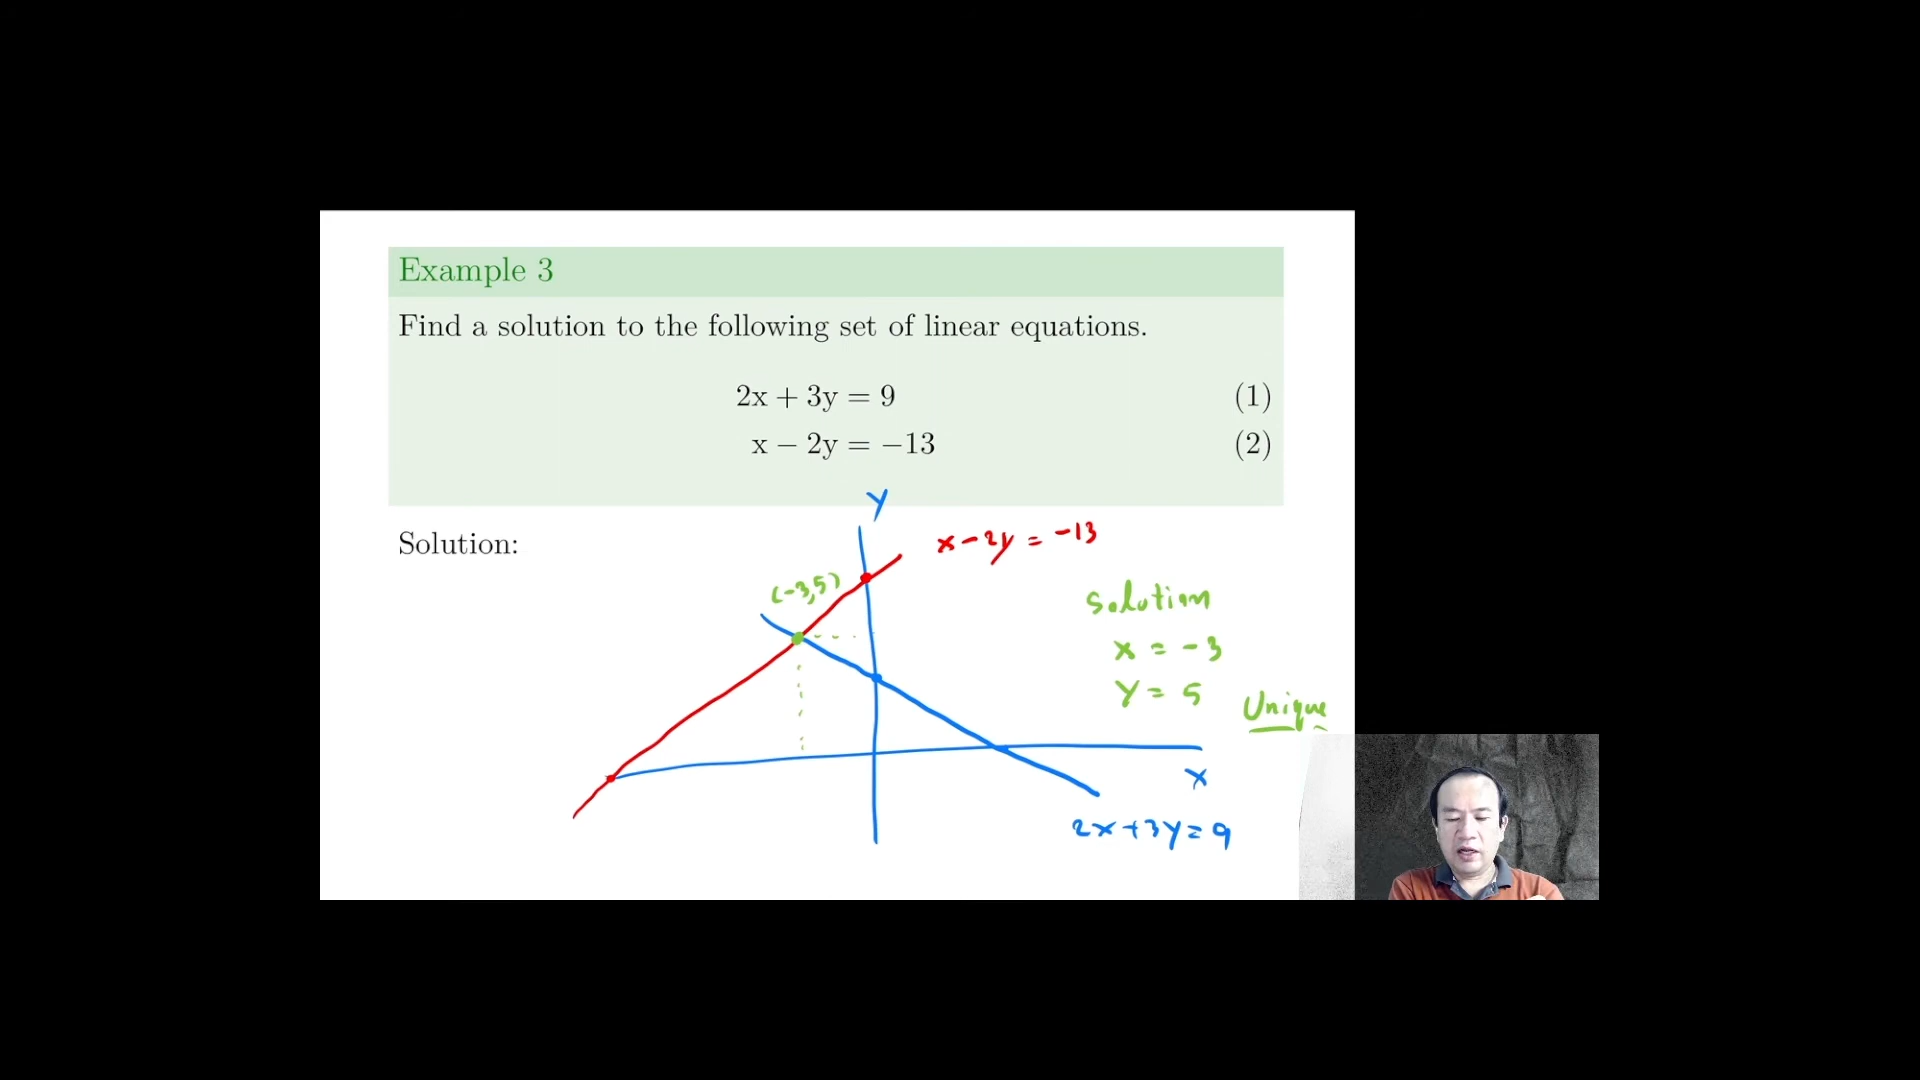 Example 3
Find a solution to the following set of linear equations.
2x + 3y = 9 (1)
x − 2y = −13 (2)
Solution:
y
x - 2y = -13
(-3,5)
Solution
x = -3
y = 5
Unique
x
2x+3y=9